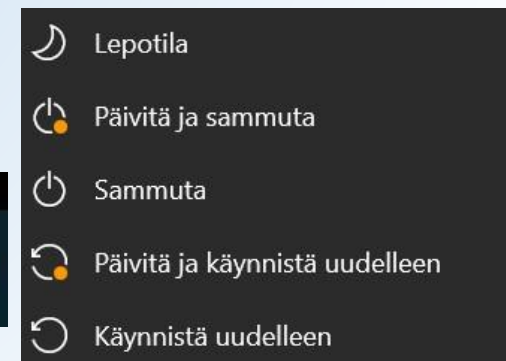 Lepotila
Päivitä ja sammuta
Sammuta
Päivitä ja käynnistä uudelleen
Käynnistä uudelleen